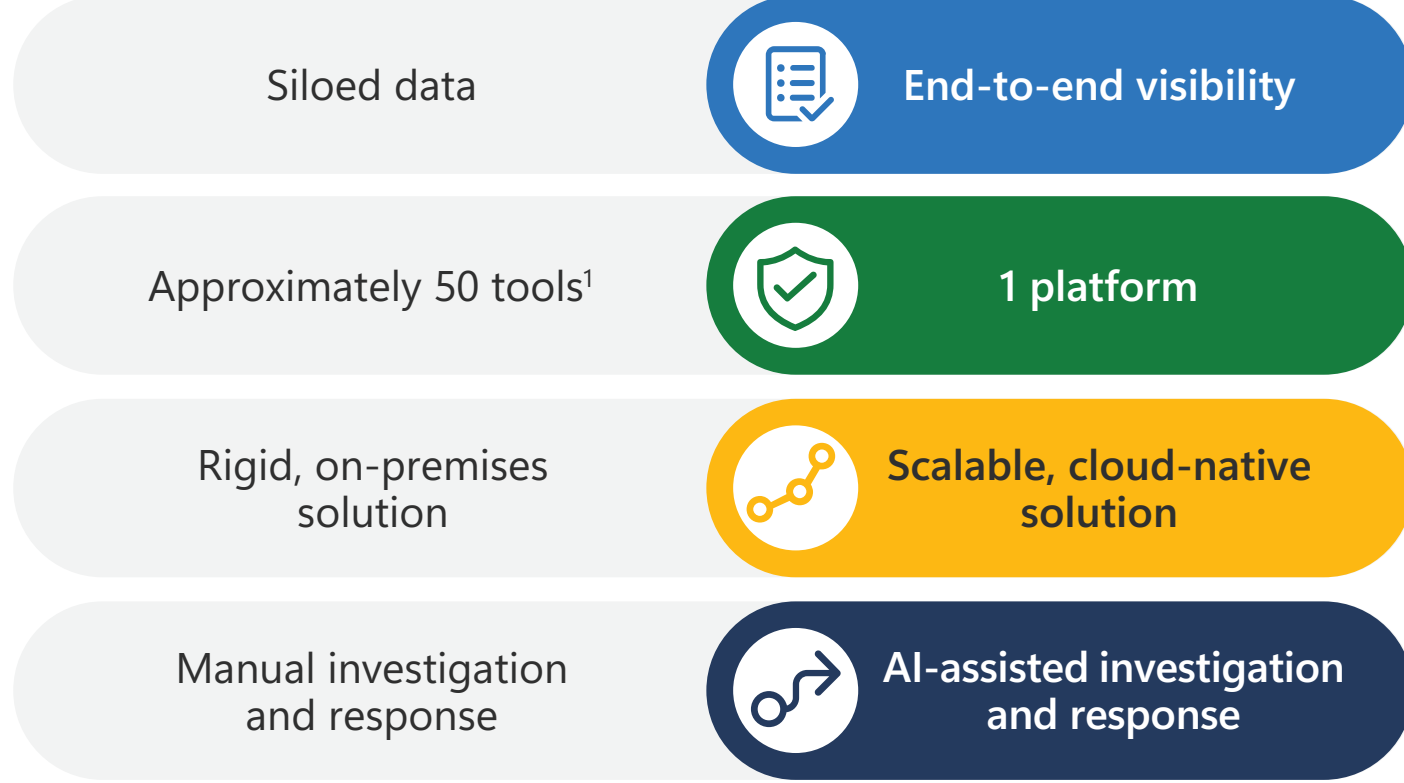 Siloed data
End-to-end visibility
Approximately 50 tools¹
1 platform
Rigid, on-premises
solution
Scalable, cloud-native
solution
Manual investigation
and response
AI-assisted investigation
and response